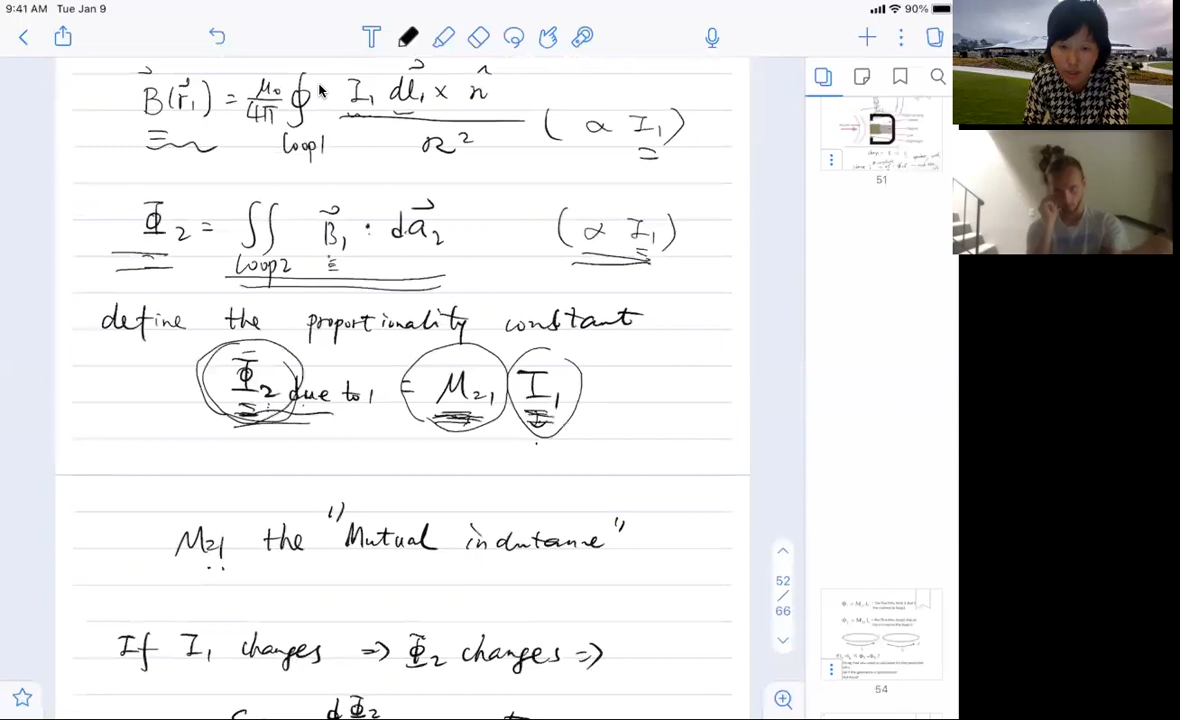 9:41 AM Tue Jan 9
90%
B(r₁) = μ₀/4π ∮ loop1 I₁ dl₁ × n̂ / r² ( ∝ I₁ )
Φ₂ = ∬ loop2 B₁ · da₂ ( ∝ I₁ )
define the proportionality constant
Φ₂ due to 1 = M₂₁ I₁
M₂₁ the "Mutual inductance"
If I₁ changes => Φ₂ changes =>
dΦ₂
52
/
66
51
54